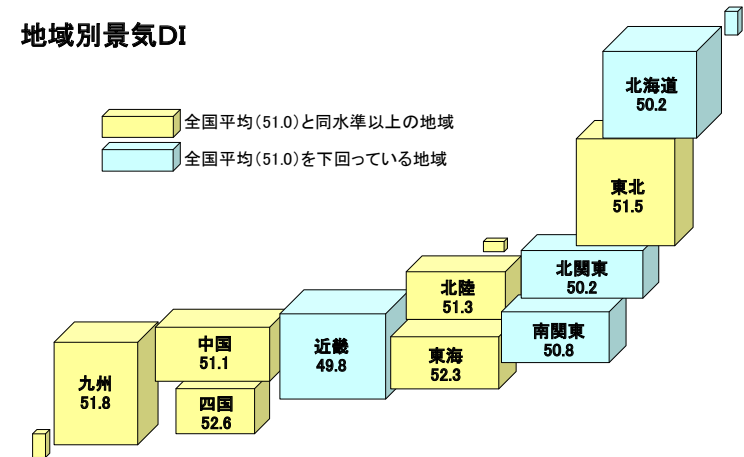 地域別景気DI
全国平均（51.0）と同水準以上の地域
全国平均（51.0）を下回っている地域
北海道
50.2
東北
51.5
北関東
50.2
北陸
51.3
南関東
50.8
中国
51.1
近畿
49.8
東海
52.3
九州
51.8
四国
52.6